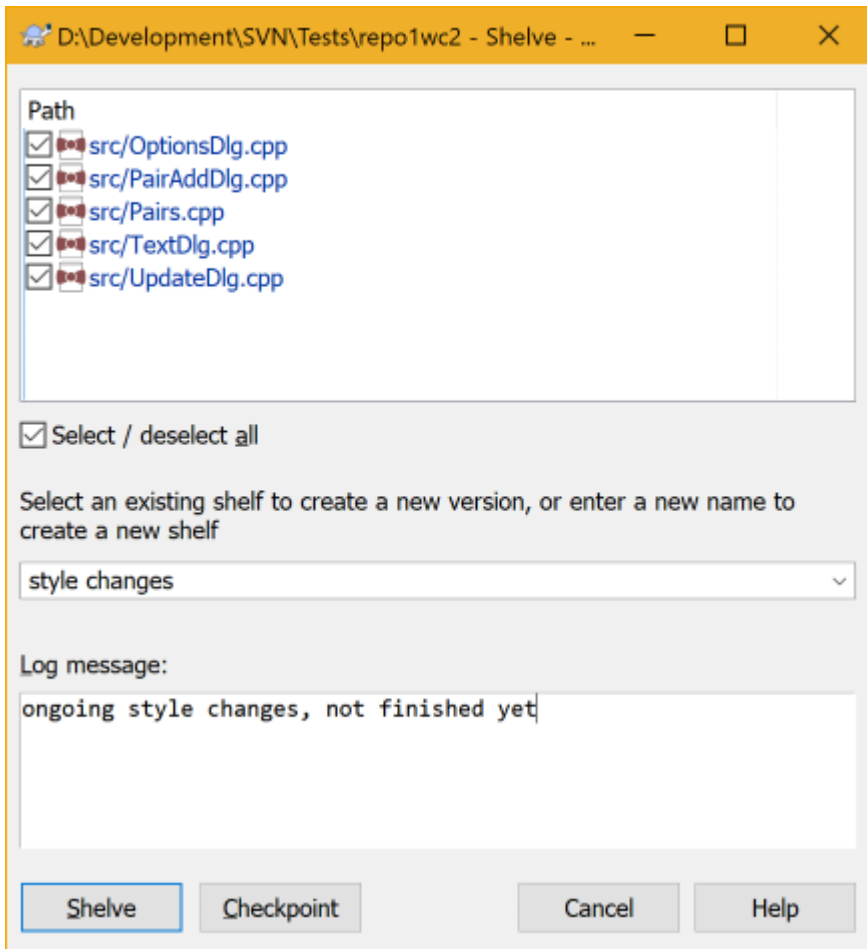 D:\Development\SVN\Tests\repo1wc2 - Shelve - ...
Path
src/OptionsDlg.cpp
src/PairAddDlg.cpp
src/Pairs.cpp
src/TextDlg.cpp
src/UpdateDlg.cpp
Select / deselect all
Select an existing shelf to create a new version, or enter a new name to
create a new shelf
style changes
Log message:
ongoing style changes, not finished yet
Shelve Checkpoint Cancel Help